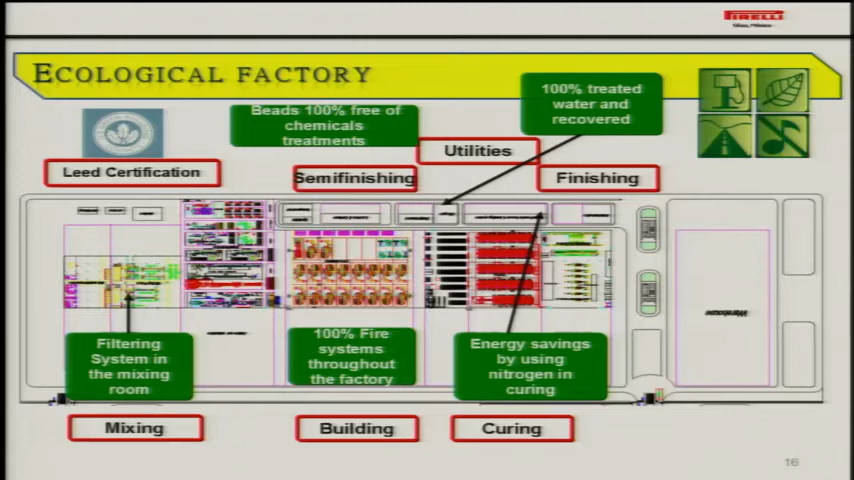 PIRELLI
ECOLOGICAL FACTORY
100% treated
water and
recovered
Beads 100% free of
chemicals
treatments
Utilities
Leed Certification
Semifinishing
Finishing
Filtering
System in
the mixing
room
100% Fire
systems
throughout
the factory
Energy savings
by using
nitrogen in
curing
Mixing
Building
Curing
16